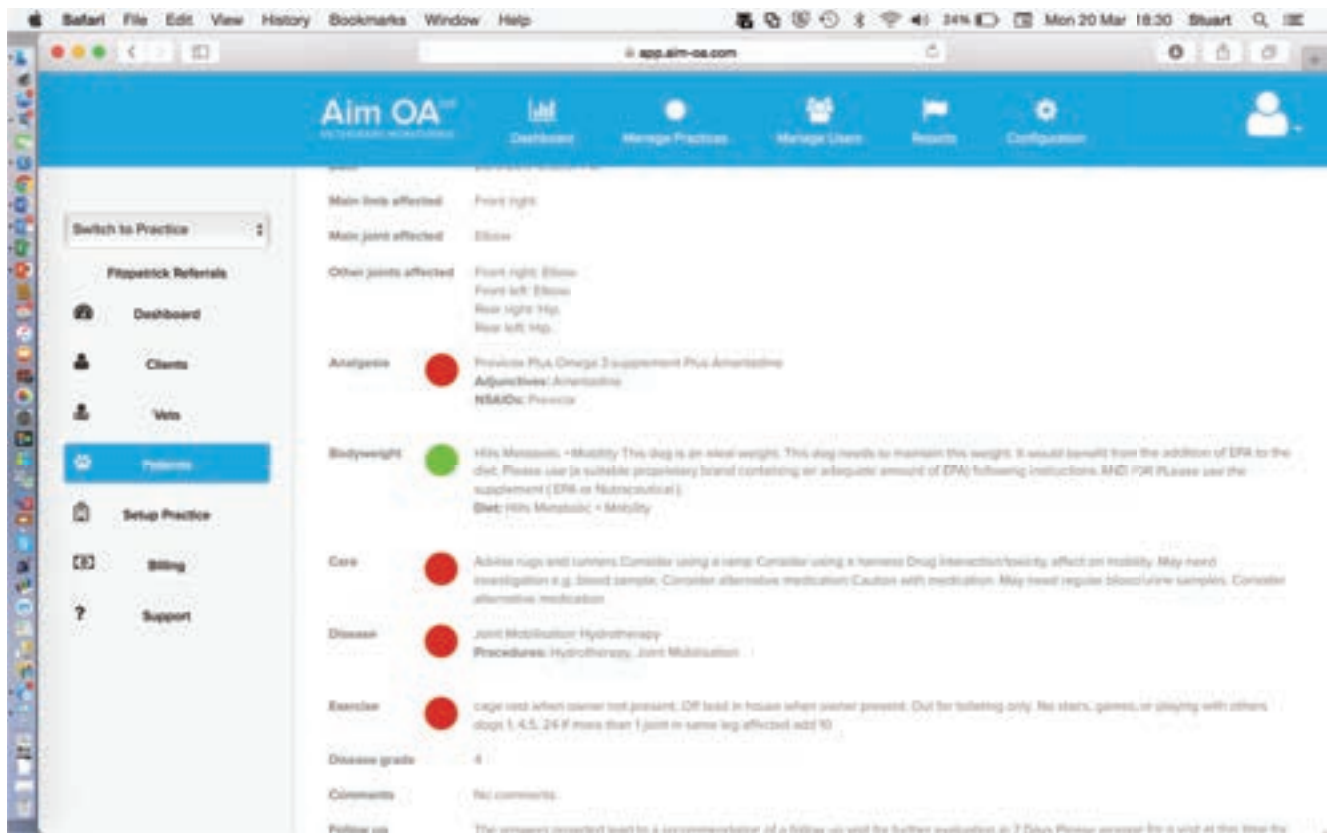 Safari File Edit View History Bookmarks Window Help 24% Mon 20 Mar 18:30 Stuart
app.aim-oa.com
Aim OA
Dashboard Manage Practices Manage Users Reports Configuration
Switch to Practice
Fitzpatrick Referrals
Dashboard
Clients
Vets
Patients
Setup Practice
Billing
Support
Main limb affected Front right
Main joint affected Elbow
Other joints affected Front right: Elbow
Front left: Elbow
Rear right: Hip,
Rear left: Hip,
Analgesia Previcox Plus Omega 3 supplement Plus Amantadine
Adjunctives: Amantadine
NSAIDs: Previcox
Bodyweight Hills Metabolic + Mobility This dog is an ideal weight. This dog needs to maintain this weight. It would benefit from the addition of EPA to the
diet. Please use (a suitable proprietary brand containing an adequate amount of EPA) following instructions AND / OR PLease use the
supplement ( EPA or Nutraceutical ).
Diet: Hills Metabolic + Mobility
Care Advise rugs and runners Consider using a ramp Consider using a harness Drug interaction/toxicity affect on mobility. May need
investigation e.g. blood sample. Consider alternative medication Caution with medication. May need regular blood/urine samples. Consider
alternative medication
Disease Joint Mobilisation Hydrotherapy
Procedures: Hydrotherapy, Joint Mobilisation
Exercise cage rest when owner not present. Off lead in house when owner present. Out for toileting only. No stairs, games, or playing with others
dogs 1, 4.5, 24 If more than 1 joint in same leg affected add 10
Disease grade 4
Comments No comments.
Follow up The answers provided lead to a recommendation of a follow up visit for further evaluation in 7 Days Please arrange for a visit at this time for